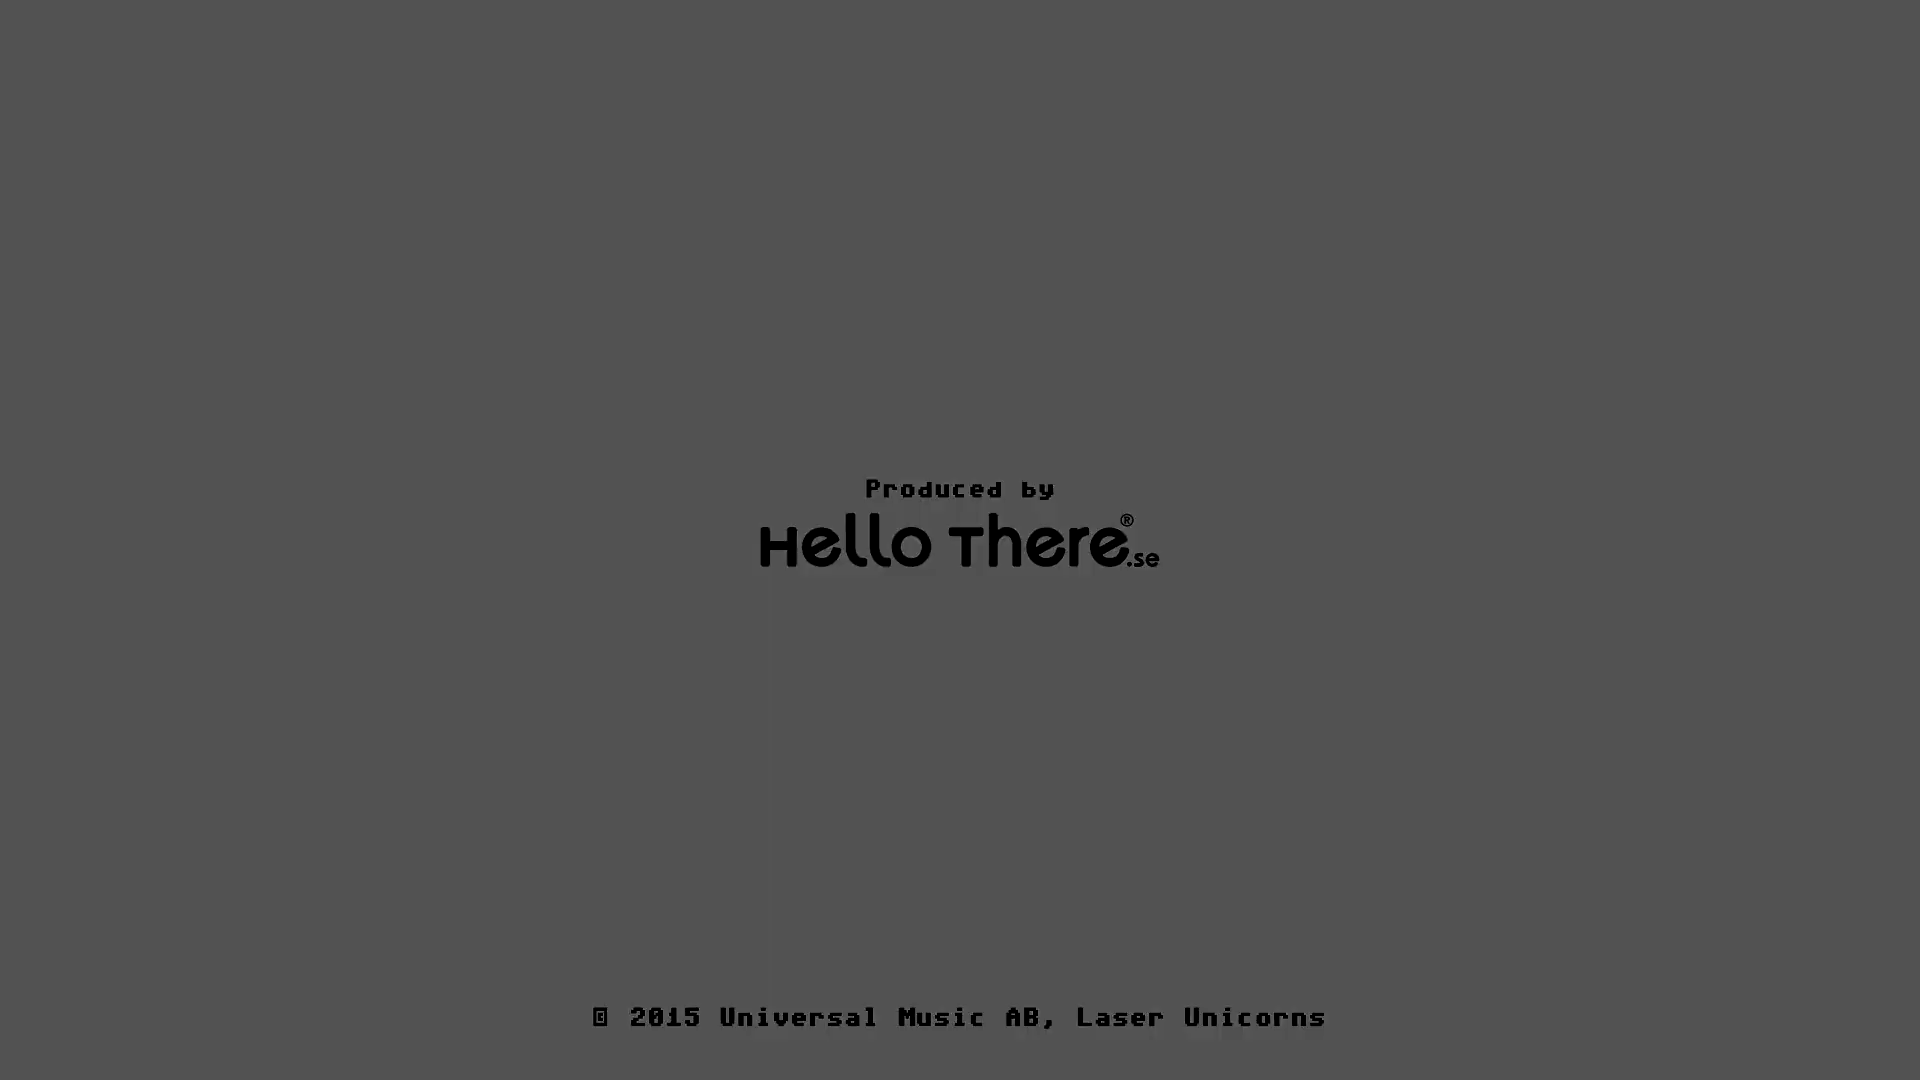 Produced by
Hello There®.se
© 2015 Universal Music AB, Laser Unicorns